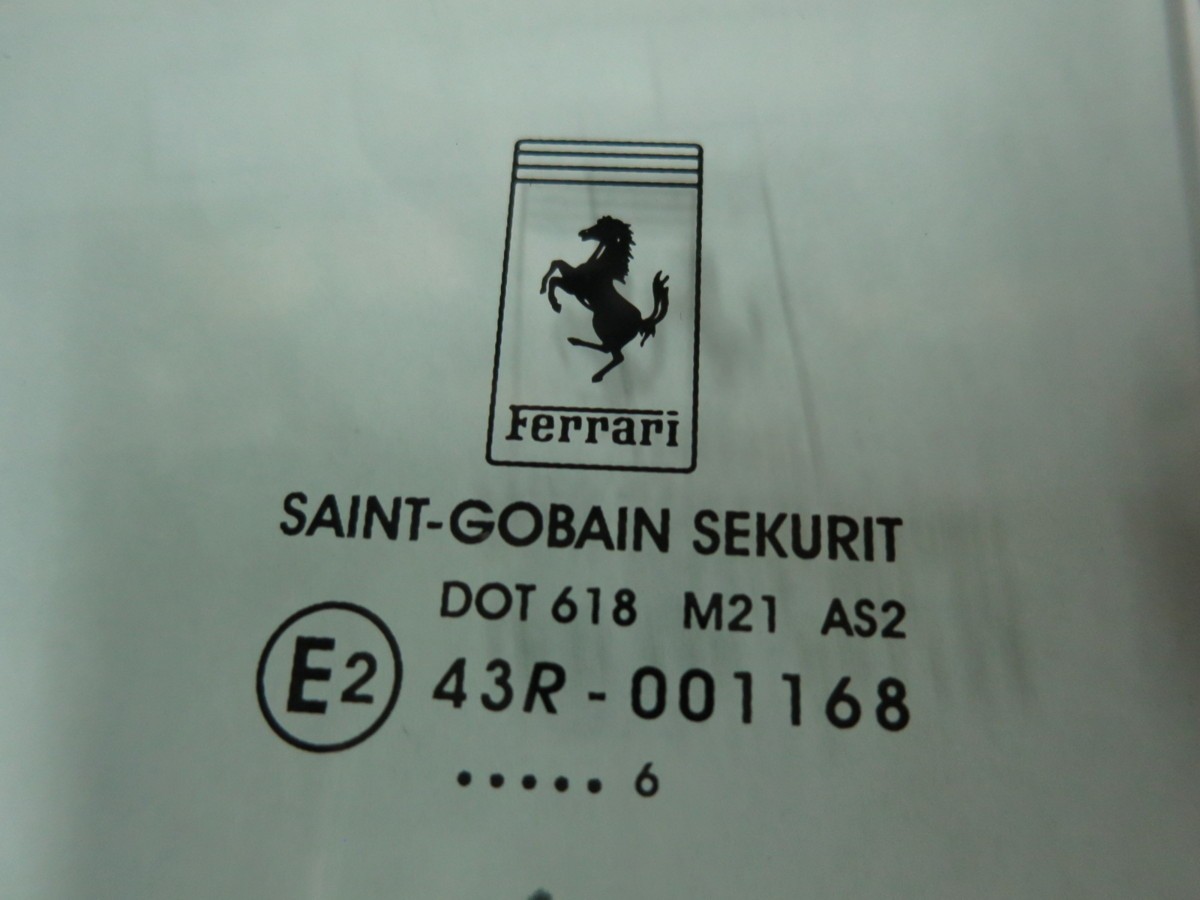 Ferrari
SAINT-GOBAIN SEKURIT
DOT 618 M21 AS2
E2 43R - 001168
..... 6